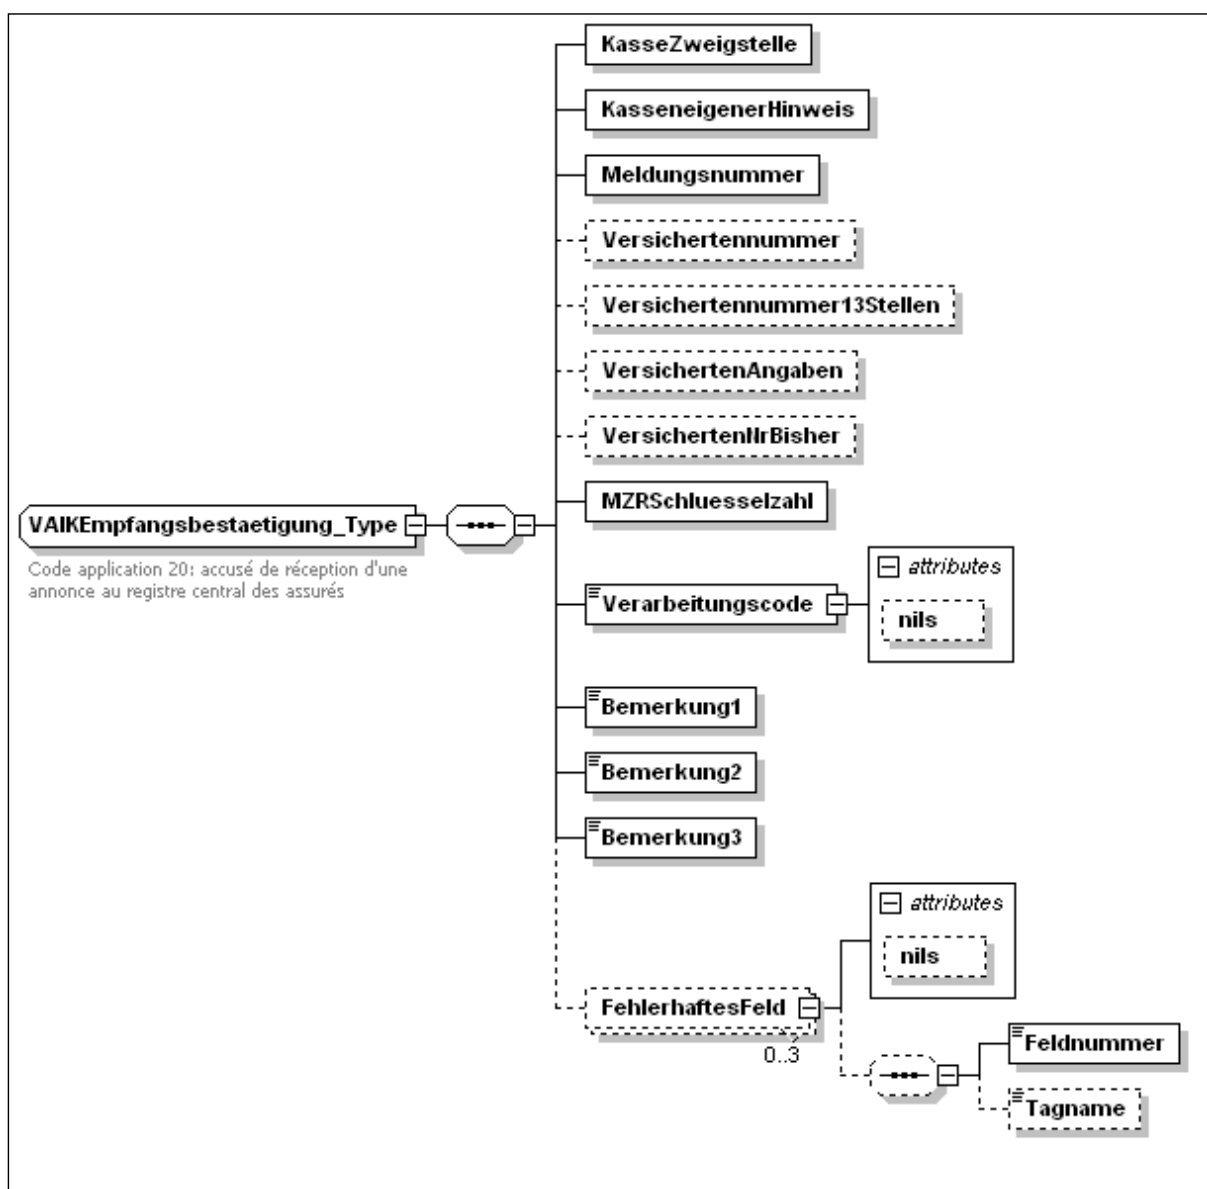 KasseZweigstelle
KasseneigenerHinweis
Meldungsnummer
Versichertennummer
Versichertennummer13Stellen
VersichertenAngaben
VersichertenNrBisher
MZRSchluesselzahl
VAIKEmpfangsbestaetigung_Type
Code application 20: accusé de réception d'une
annonce au registre central des assurés
Verarbeitungscode
attributes
nils
Bemerkung1
Bemerkung2
Bemerkung3
FehlerhaftesFeld
0..3
attributes
nils
Feldnummer
Tagname